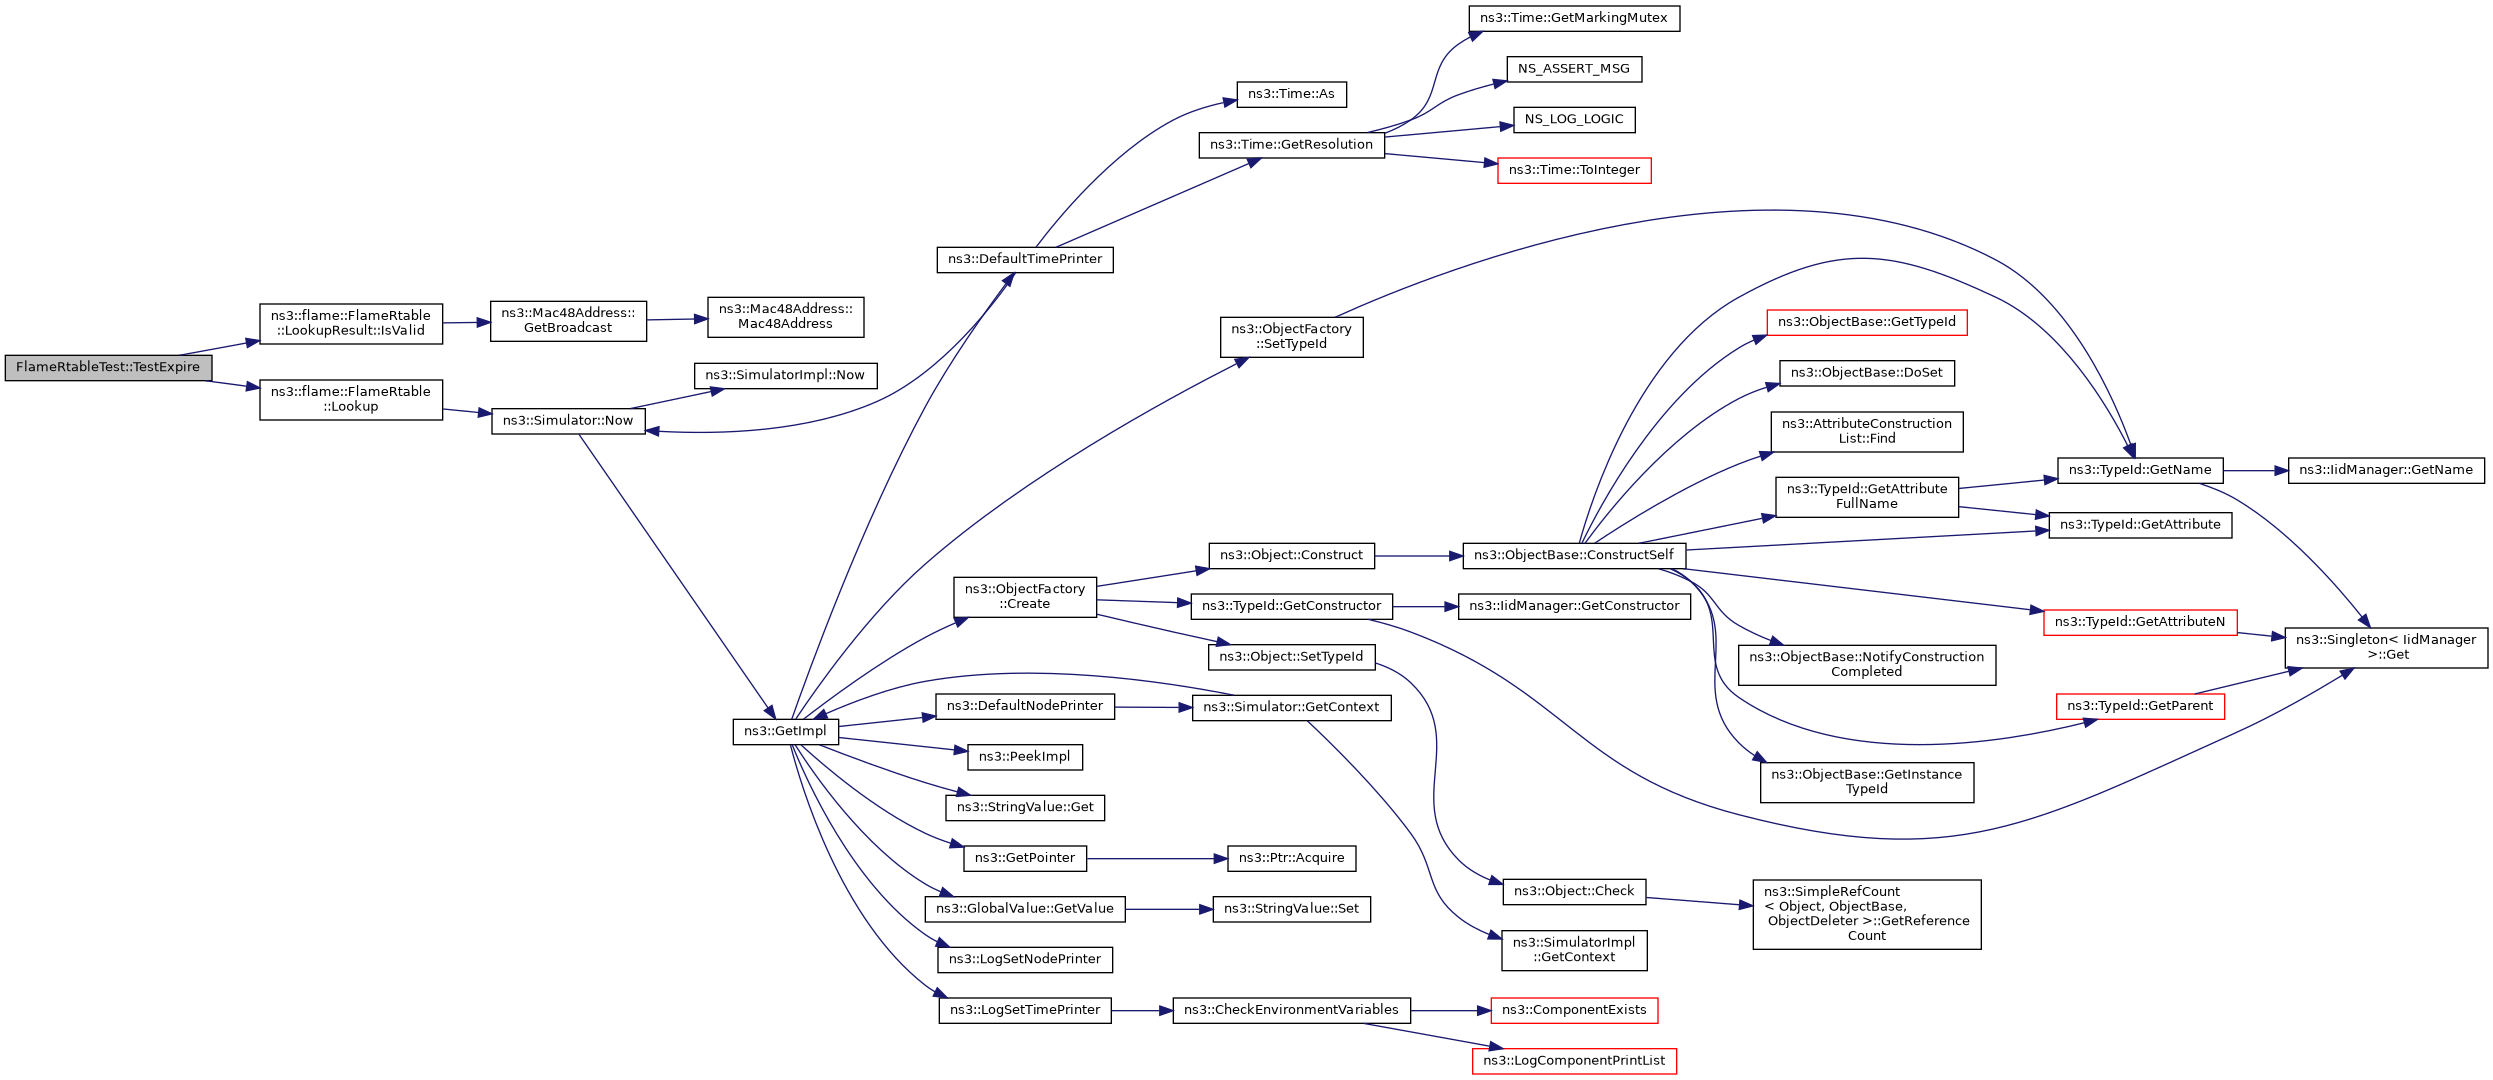 FlameRtableTest::TestExpire
ns3::flame::FlameRtable
::LookupResult::IsValid
ns3::flame::FlameRtable
::Lookup
ns3::Mac48Address::
GetBroadcast
ns3::Mac48Address::
Mac48Address
ns3::Simulator::Now
ns3::SimulatorImpl::Now
ns3::GetImpl
ns3::DefaultTimePrinter
ns3::Time::As
ns3::Time::GetResolution
ns3::Time::GetMarkingMutex
NS_ASSERT_MSG
NS_LOG_LOGIC
ns3::Time::ToInteger
ns3::ObjectFactory
::SetTypeId
ns3::ObjectFactory
::Create
ns3::Object::Construct
ns3::TypeId::GetConstructor
ns3::Object::SetTypeId
ns3::ObjectBase::ConstructSelf
ns3::IidManager::GetConstructor
ns3::ObjectBase::GetTypeId
ns3::ObjectBase::DoSet
ns3::AttributeConstruction
List::Find
ns3::TypeId::GetAttribute
FullName
ns3::TypeId::GetName
ns3::IidManager::GetName
ns3::TypeId::GetAttribute
ns3::TypeId::GetAttributeN
ns3::Singleton< IidManager
>::Get
ns3::ObjectBase::NotifyConstruction
Completed
ns3::TypeId::GetParent
ns3::ObjectBase::GetInstance
TypeId
ns3::DefaultNodePrinter
ns3::Simulator::GetContext
ns3::PeekImpl
ns3::StringValue::Get
ns3::GetPointer
ns3::Ptr::Acquire
ns3::GlobalValue::GetValue
ns3::StringValue::Set
ns3::LogSetNodePrinter
ns3::LogSetTimePrinter
ns3::CheckEnvironmentVariables
ns3::ComponentExists
ns3::LogComponentPrintList
ns3::Object::Check
ns3::SimpleRefCount
< Object, ObjectBase,
ObjectDeleter >::GetReference
Count
ns3::SimulatorImpl
::GetContext